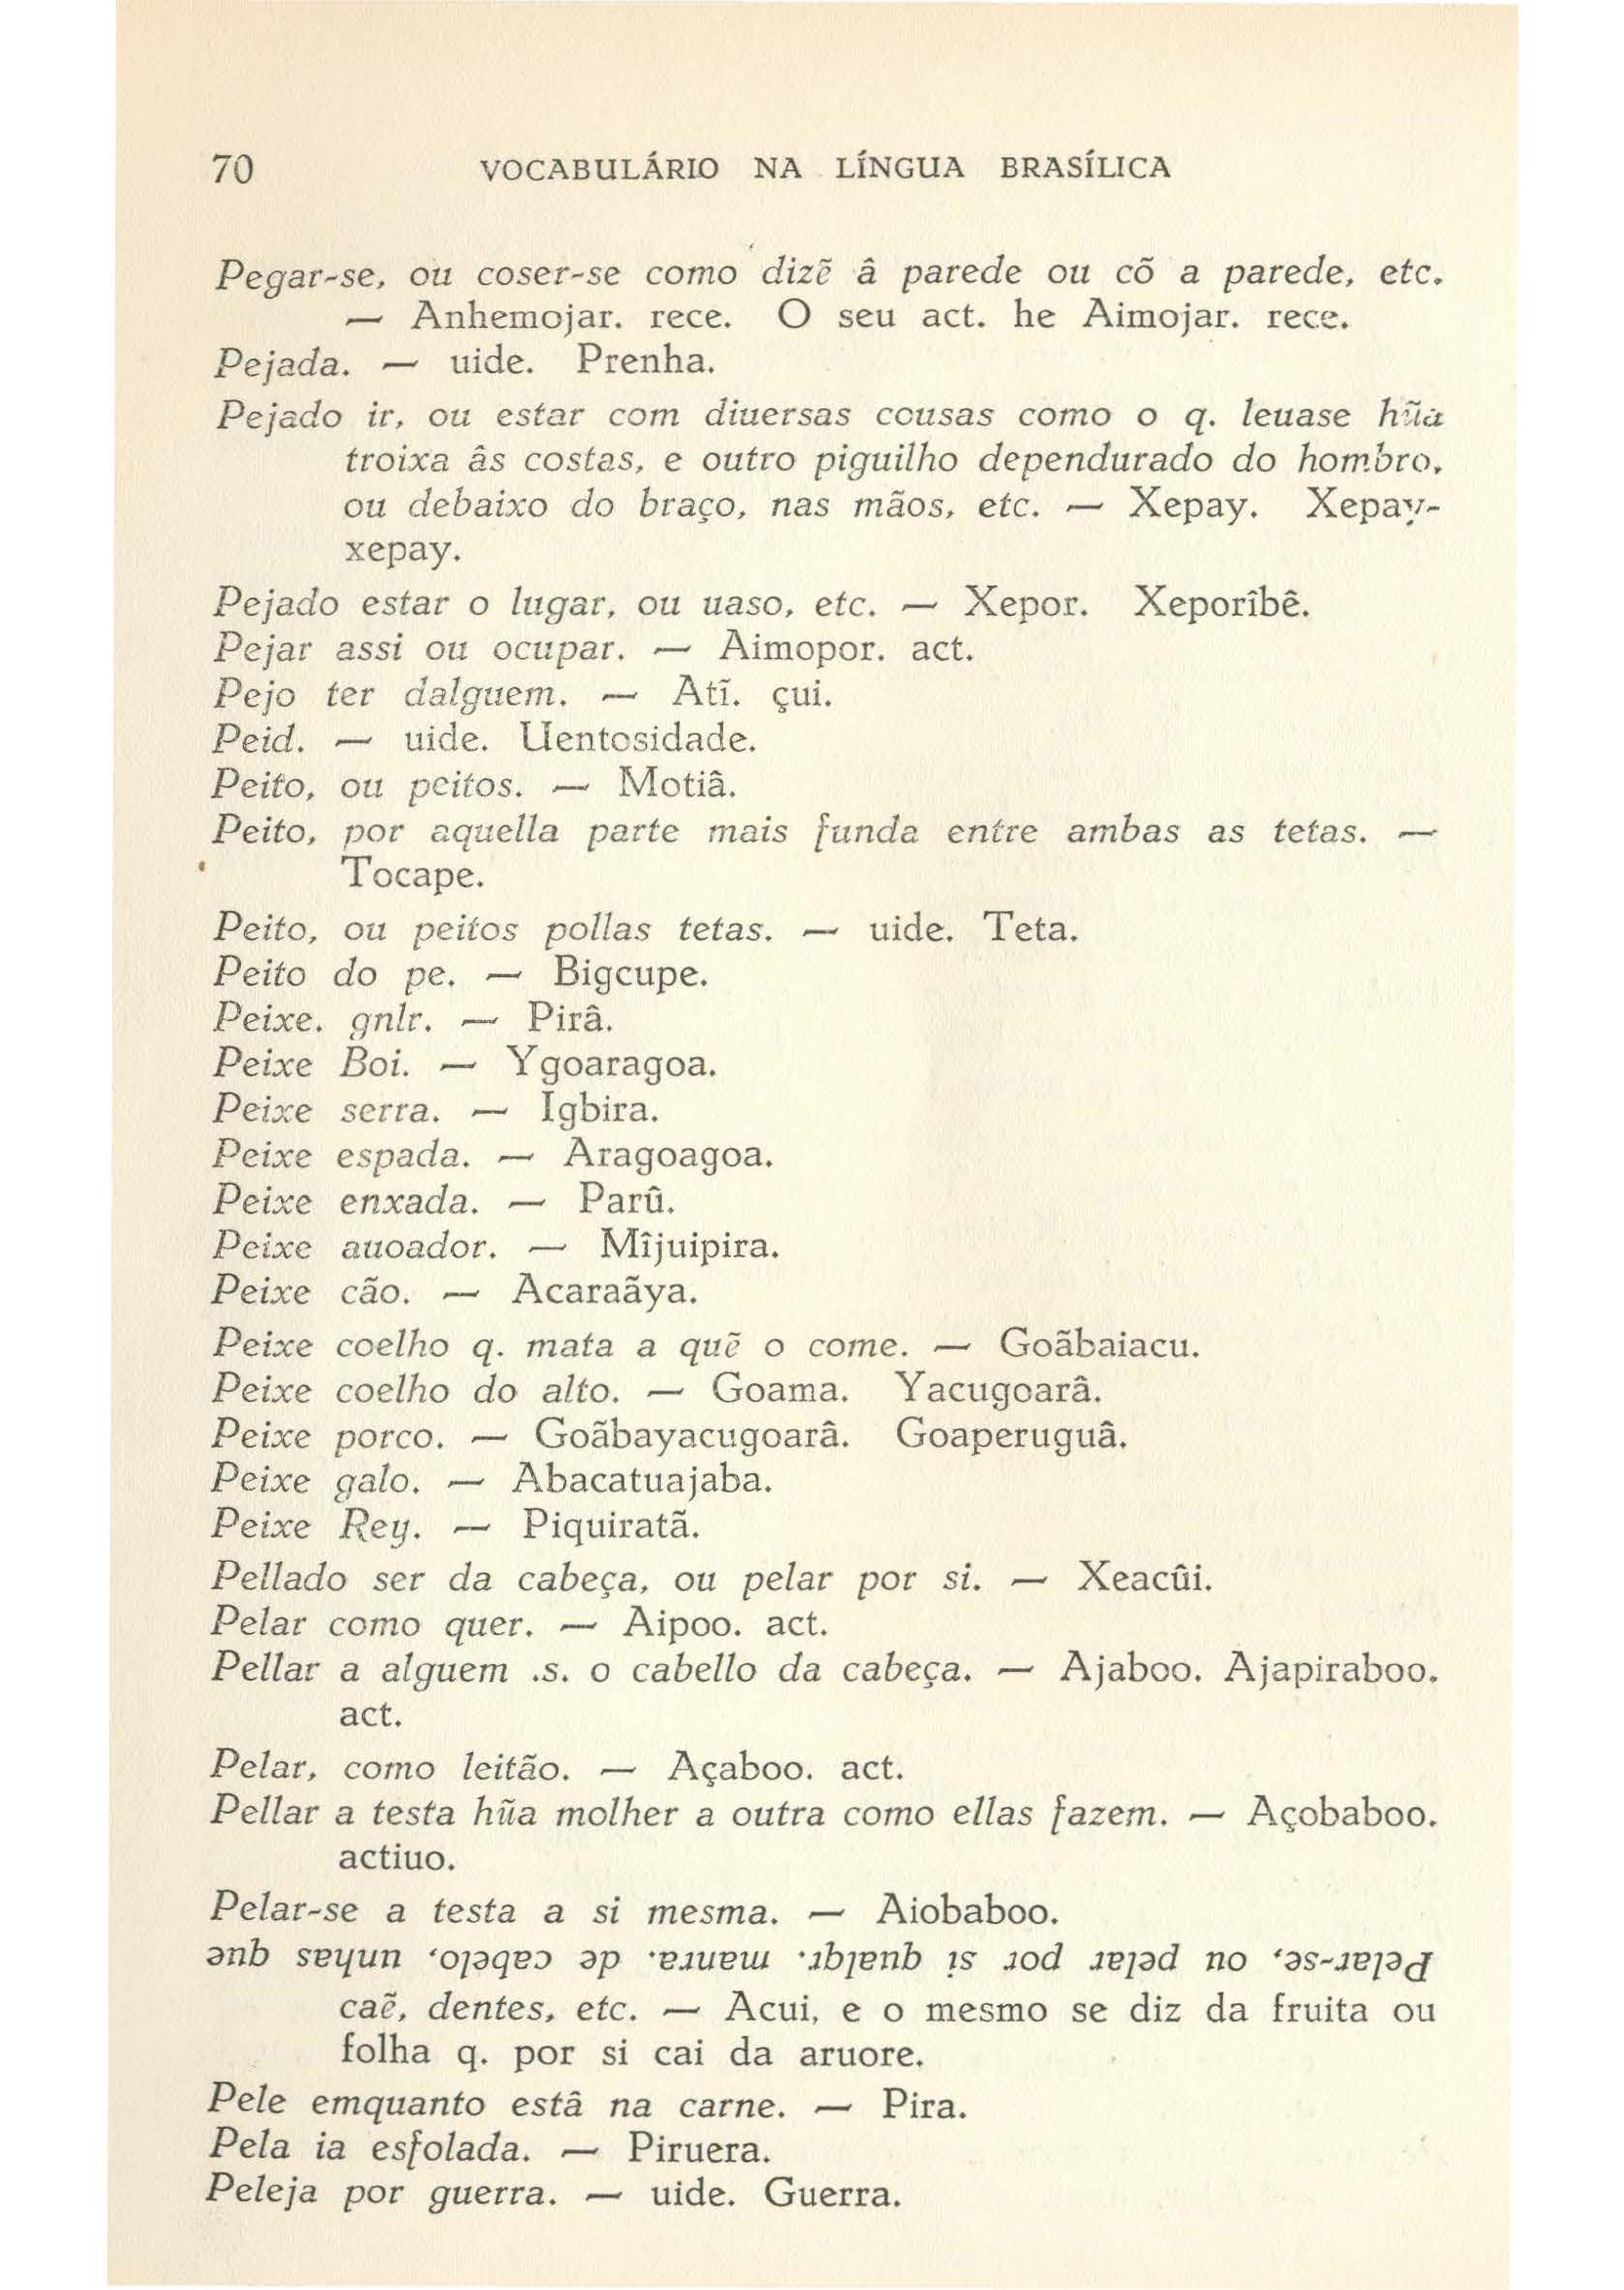 70 VOCABULÁRIO NA LÍNGUA BRASÍLICA
Pegar-se, ou coser-se como dizẽ â parede ou cõ a parede, etc.
— Anhemojar. rece. O seu act. he Aimojar. rece.
Pejada. — uide. Prenha.
Pejado ir, ou estar com diuersas cousas como o q. leuase hũa
troixa âs costas, e outro piguilho dependurado do hombro,
ou debaixo do braço, nas mãos, etc. — Xepay. Xepay-
xepay.
Pejado estar o lugar, ou uaso, etc. — Xepor. Xeporîbê.
Pejar assi ou ocupar. — Aimopor. act.
Pejo ter dalguem. — Atĩ. çui.
Peid. — uide. Uentosidade.
Peito, ou peitos. — Motiâ.
Peito, por aquella parte mais funda entre ambas as tetas. —
Tocape.
Peito, ou peitos pollas tetas. — uide. Teta.
Peito do pe. — Bigcupe.
Peixe. gnlr. — Pirâ.
Peixe Boi. — Ygoaragoa.
Peixe serra. — Igbira.
Peixe espada. — Aragoagoa.
Peixe enxada. — Parû.
Peixe auoador. — Mîjuipira.
Peixe cão. — Acaraãya.
Peixe coelho q. mata a quẽ o come. — Goãbaiacu.
Peixe coelho do alto. — Goama. Yacugoarâ.
Peixe porco. — Goãbayacugoarâ. Goaperuguâ.
Peixe galo. — Abacatuajaba.
Peixe Rey. — Piquiratã.
Pellado ser da cabeça, ou pelar por si. — Xeacûi.
Pelar como quer. — Aipoo. act.
Pellar a alguem .s. o cabello da cabeça. — Ajaboo. Ajapiraboo.
act.
Pelar, como leitão. — Açaboo. act.
Pellar a testa hũa molher a outra como ellas fazem. — Açobaboo.
actiuo.
Pelar-se a testa a si mesma. — Aiobaboo.
Pelar-se, ou pelar por si qualqr. manra. de cabelo, unhas que
caẽ, dentes, etc. — Acui, e o mesmo se diz da fruita ou
folha q. por si cai da aruore.
Pele emquanto estâ na carne. — Pira.
Pela ia esfolada. — Piruera.
Peleja por guerra. — uide. Guerra.